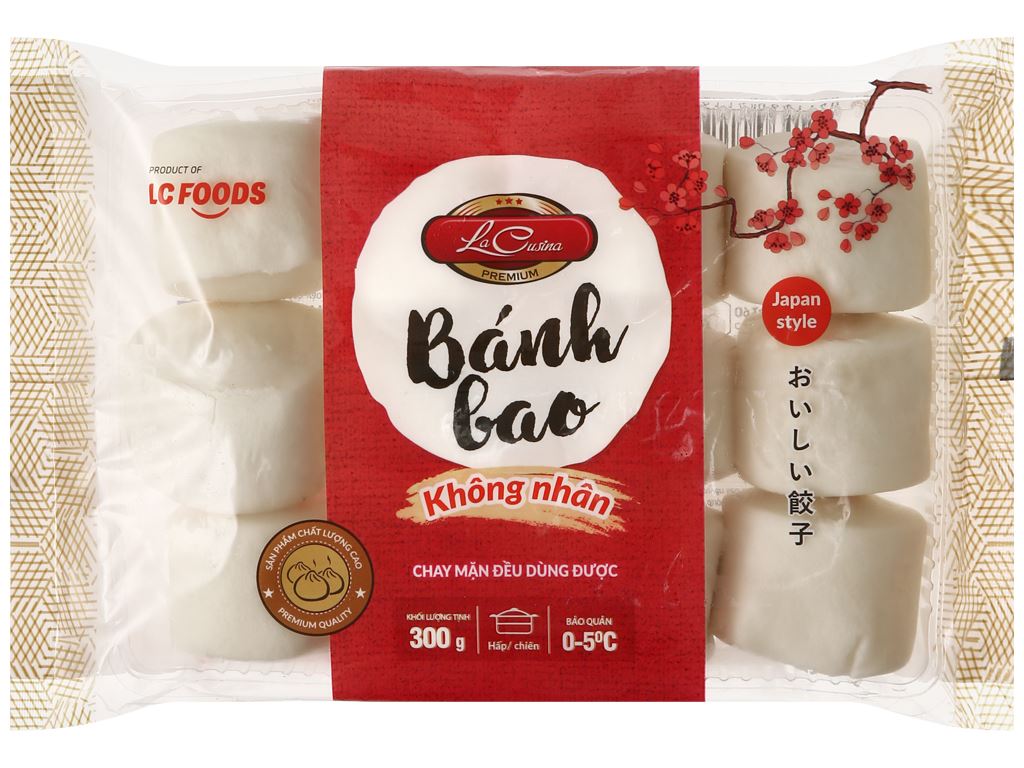 PRODUCT OF
LC FOODS
La Cusina
PREMIUM
Bánh
bao
Không nhân
CHAY MẶN ĐỀU DÙNG ĐƯỢC
KHỐI LƯỢNG TỊNH
300 g
Hấp/ chiên
BẢO QUẢN
0-5ºC
SẢN PHẨM CHẤT LƯỢNG CAO
PREMIUM QUALITY
Japan
style
おいしい餃子